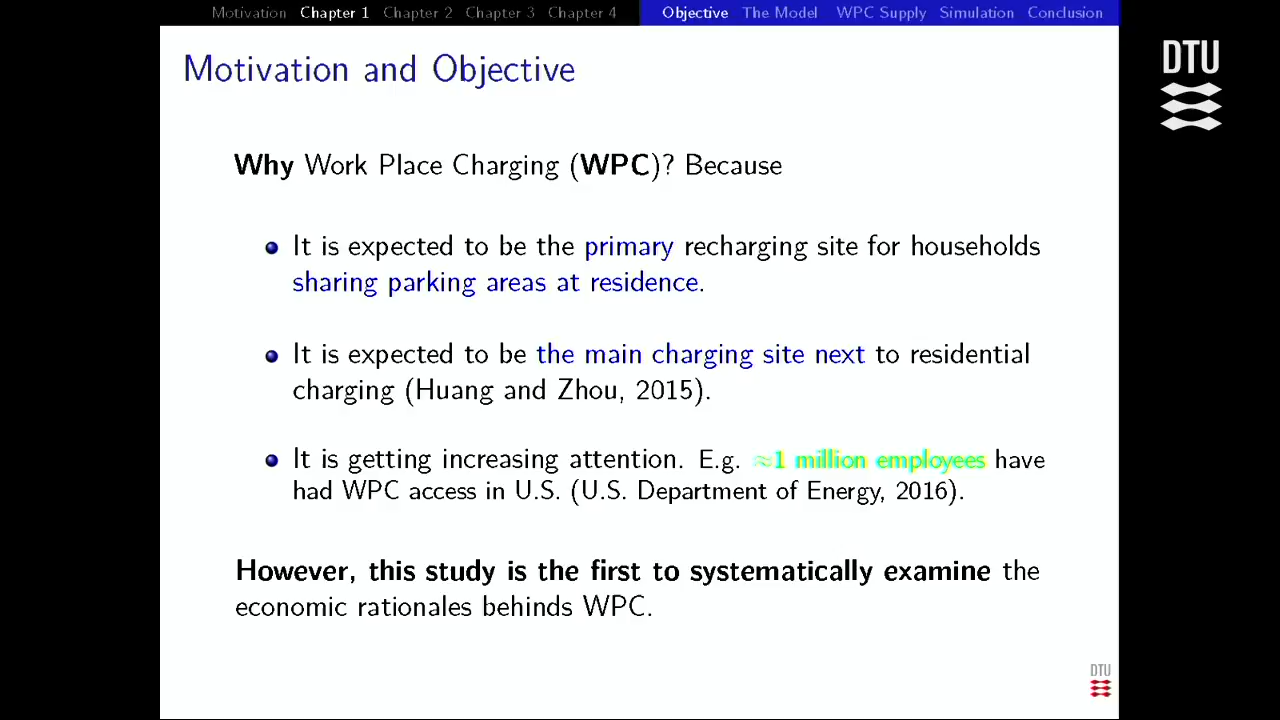 Motivation Chapter 1 Chapter 2 Chapter 3 Chapter 4 Objective The Model WPC Supply Simulation Conclusion
DTU
Motivation and Objective
Why Work Place Charging (WPC)? Because
It is expected to be the primary recharging site for households
sharing parking areas at residence.
It is expected to be the main charging site next to residential
charging (Huang and Zhou, 2015).
It is getting increasing attention. E.g. ≈1 million employees have
had WPC access in U.S. (U.S. Department of Energy, 2016).
However, this study is the first to systematically examine the
economic rationales behinds WPC.
DTU